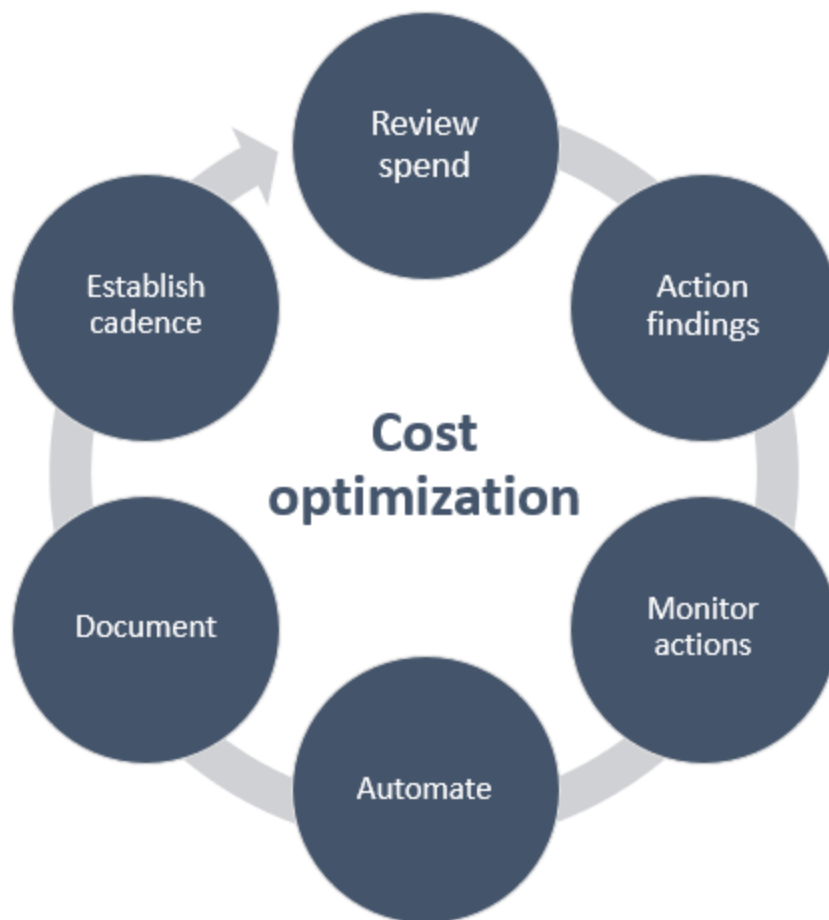 Review
spend
Action
findings
Monitor
actions
Automate
Document
Establish
cadence
Cost
optimization